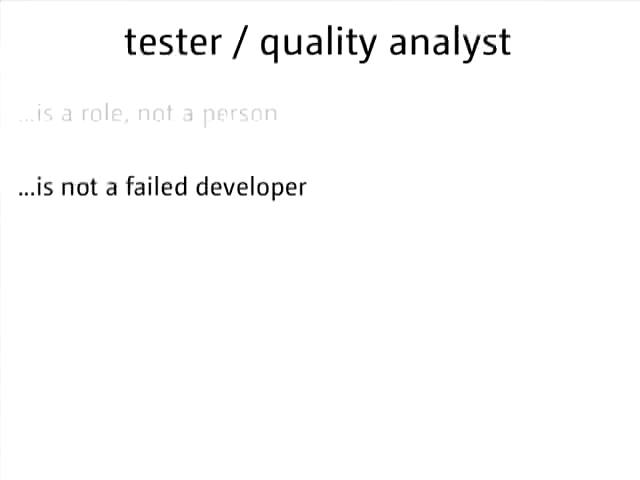 tester / quality analyst
...is a role, not a person
...is not a failed developer